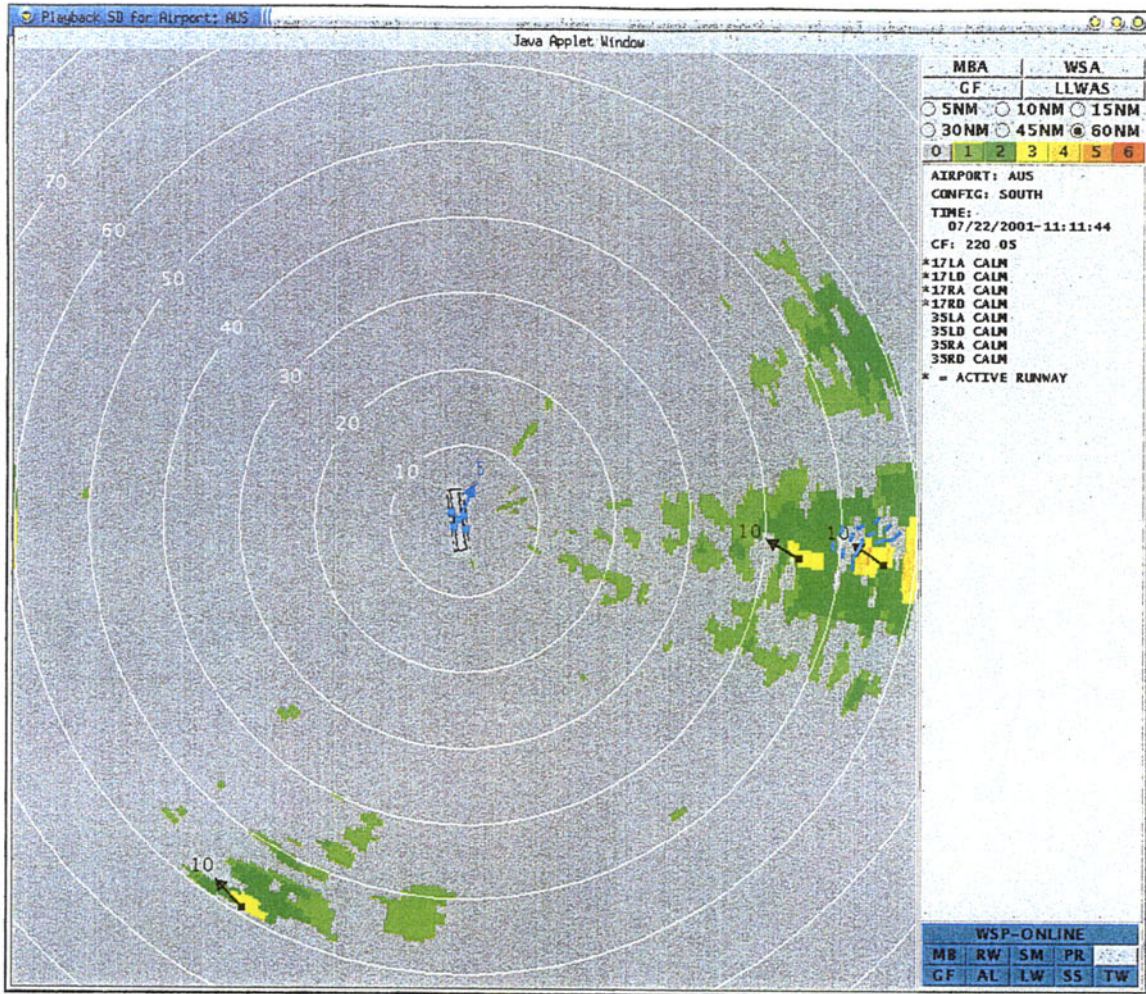 Playback SD for Airport: AUS
Java Applet Window
MBA WSA
GF LLWAS
5NM 10NM 15NM
30NM 45NM 60NM
0 1 2 3 4 5 6
AIRPORT: AUS
CONFIG: SOUTH
TIME:
07/22/2001-11:11:44
CF: 220 05
*17LA CALM
*17LD CALM
*17RA CALM
*17RD CALM
35LA CALM
35LD CALM
35RA CALM
35RD CALM
* = ACTIVE RUNWAY
70
60
50
40
30
20
10
5
10
10
10
WSP-ONLINE
MB RW SM PR
GF AL LW SS TW